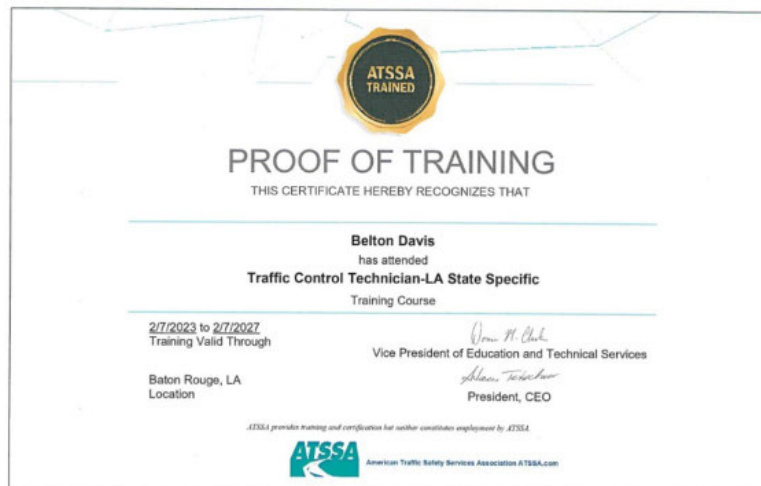 ATSSA
TRAINED
PROOF OF TRAINING
THIS CERTIFICATE HEREBY RECOGNIZES THAT
Belton Davis
has attended
Traffic Control Technician-LA State Specific
Training Course
2/7/2023 to 2/7/2027
Training Valid Through
Vice President of Education and Technical Services
Baton Rouge, LA
Location
President, CEO
ATSSA provides training and certification but neither constitutes employment by ATSSA
ATSSA
American Traffic Safety Services Association ATSSA.com